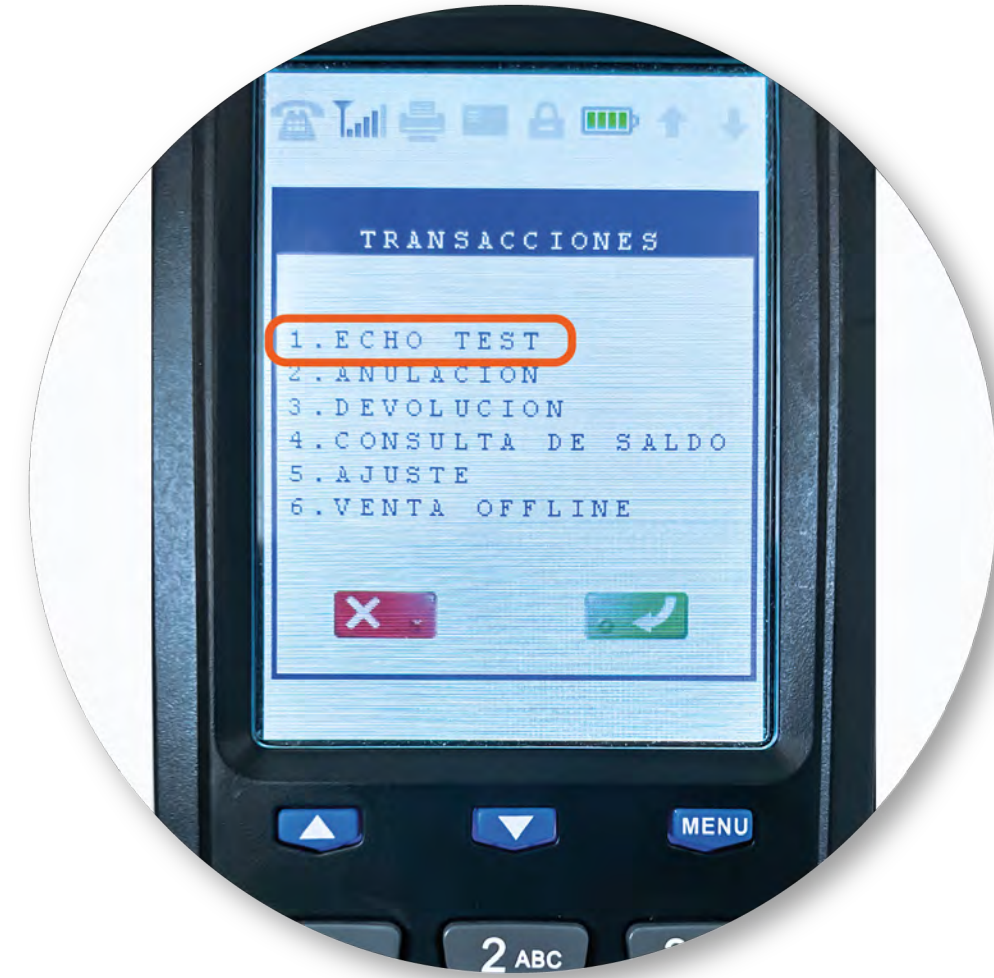 TRANSACCIONES
1.ECHO TEST
2.ANULACION
3.DEVOLUCION
4.CONSULTA DE SALDO
5.AJUSTE
6.VENTA OFFLINE
MENU
2 ABC